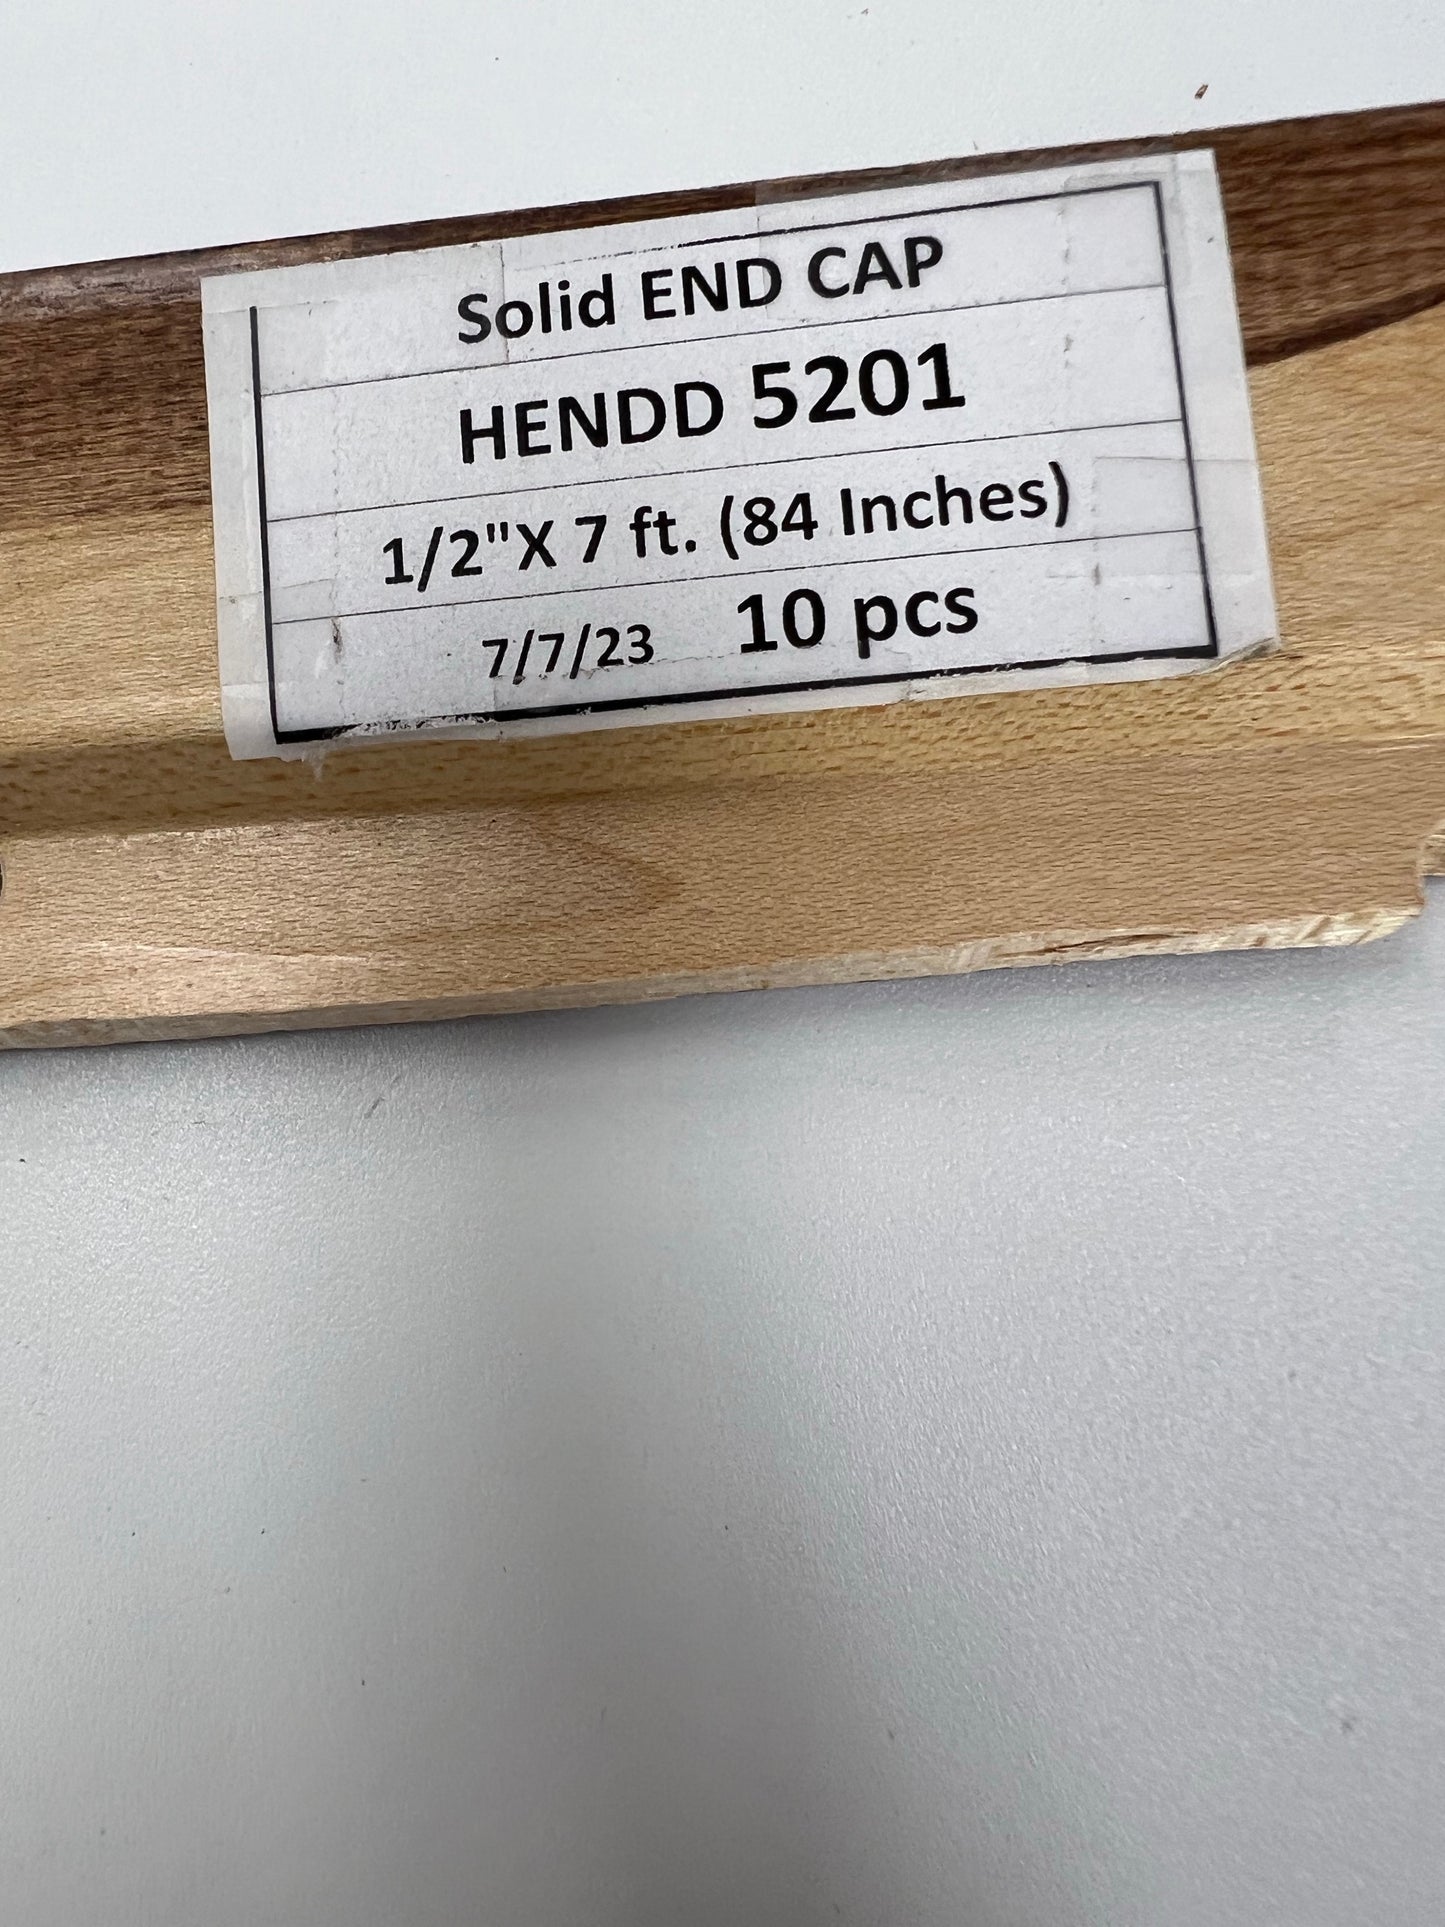 Solid END CAP
HENDD 5201
1/2"X 7 ft. (84 Inches)
7/7/23 10 pcs